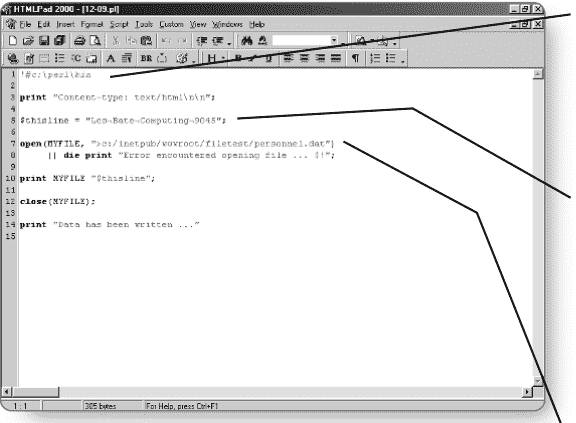 HTMLPad 2000 - [12-09.pl]
File Edit Insert Format Script Tools Custom View Windows Help
BR H B I U ¶
1 !#c:\perl\bin
2
3 print "Content-type: text/html\n\n";
4
5 $thisline = "Les¬Bate¬Computing¬9045";
6
7 open(MYFILE, ">c:/inetpub/wwwroot/filetest/personnel.dat")
8 || die print "Error encountered opening file ... $!";
9
10 print MYFILE "$thisline";
11
12 close(MYFILE);
13
14 print "Data has been written ..."
15
1 : 1 305 bytes For Help, press Ctrl+F1